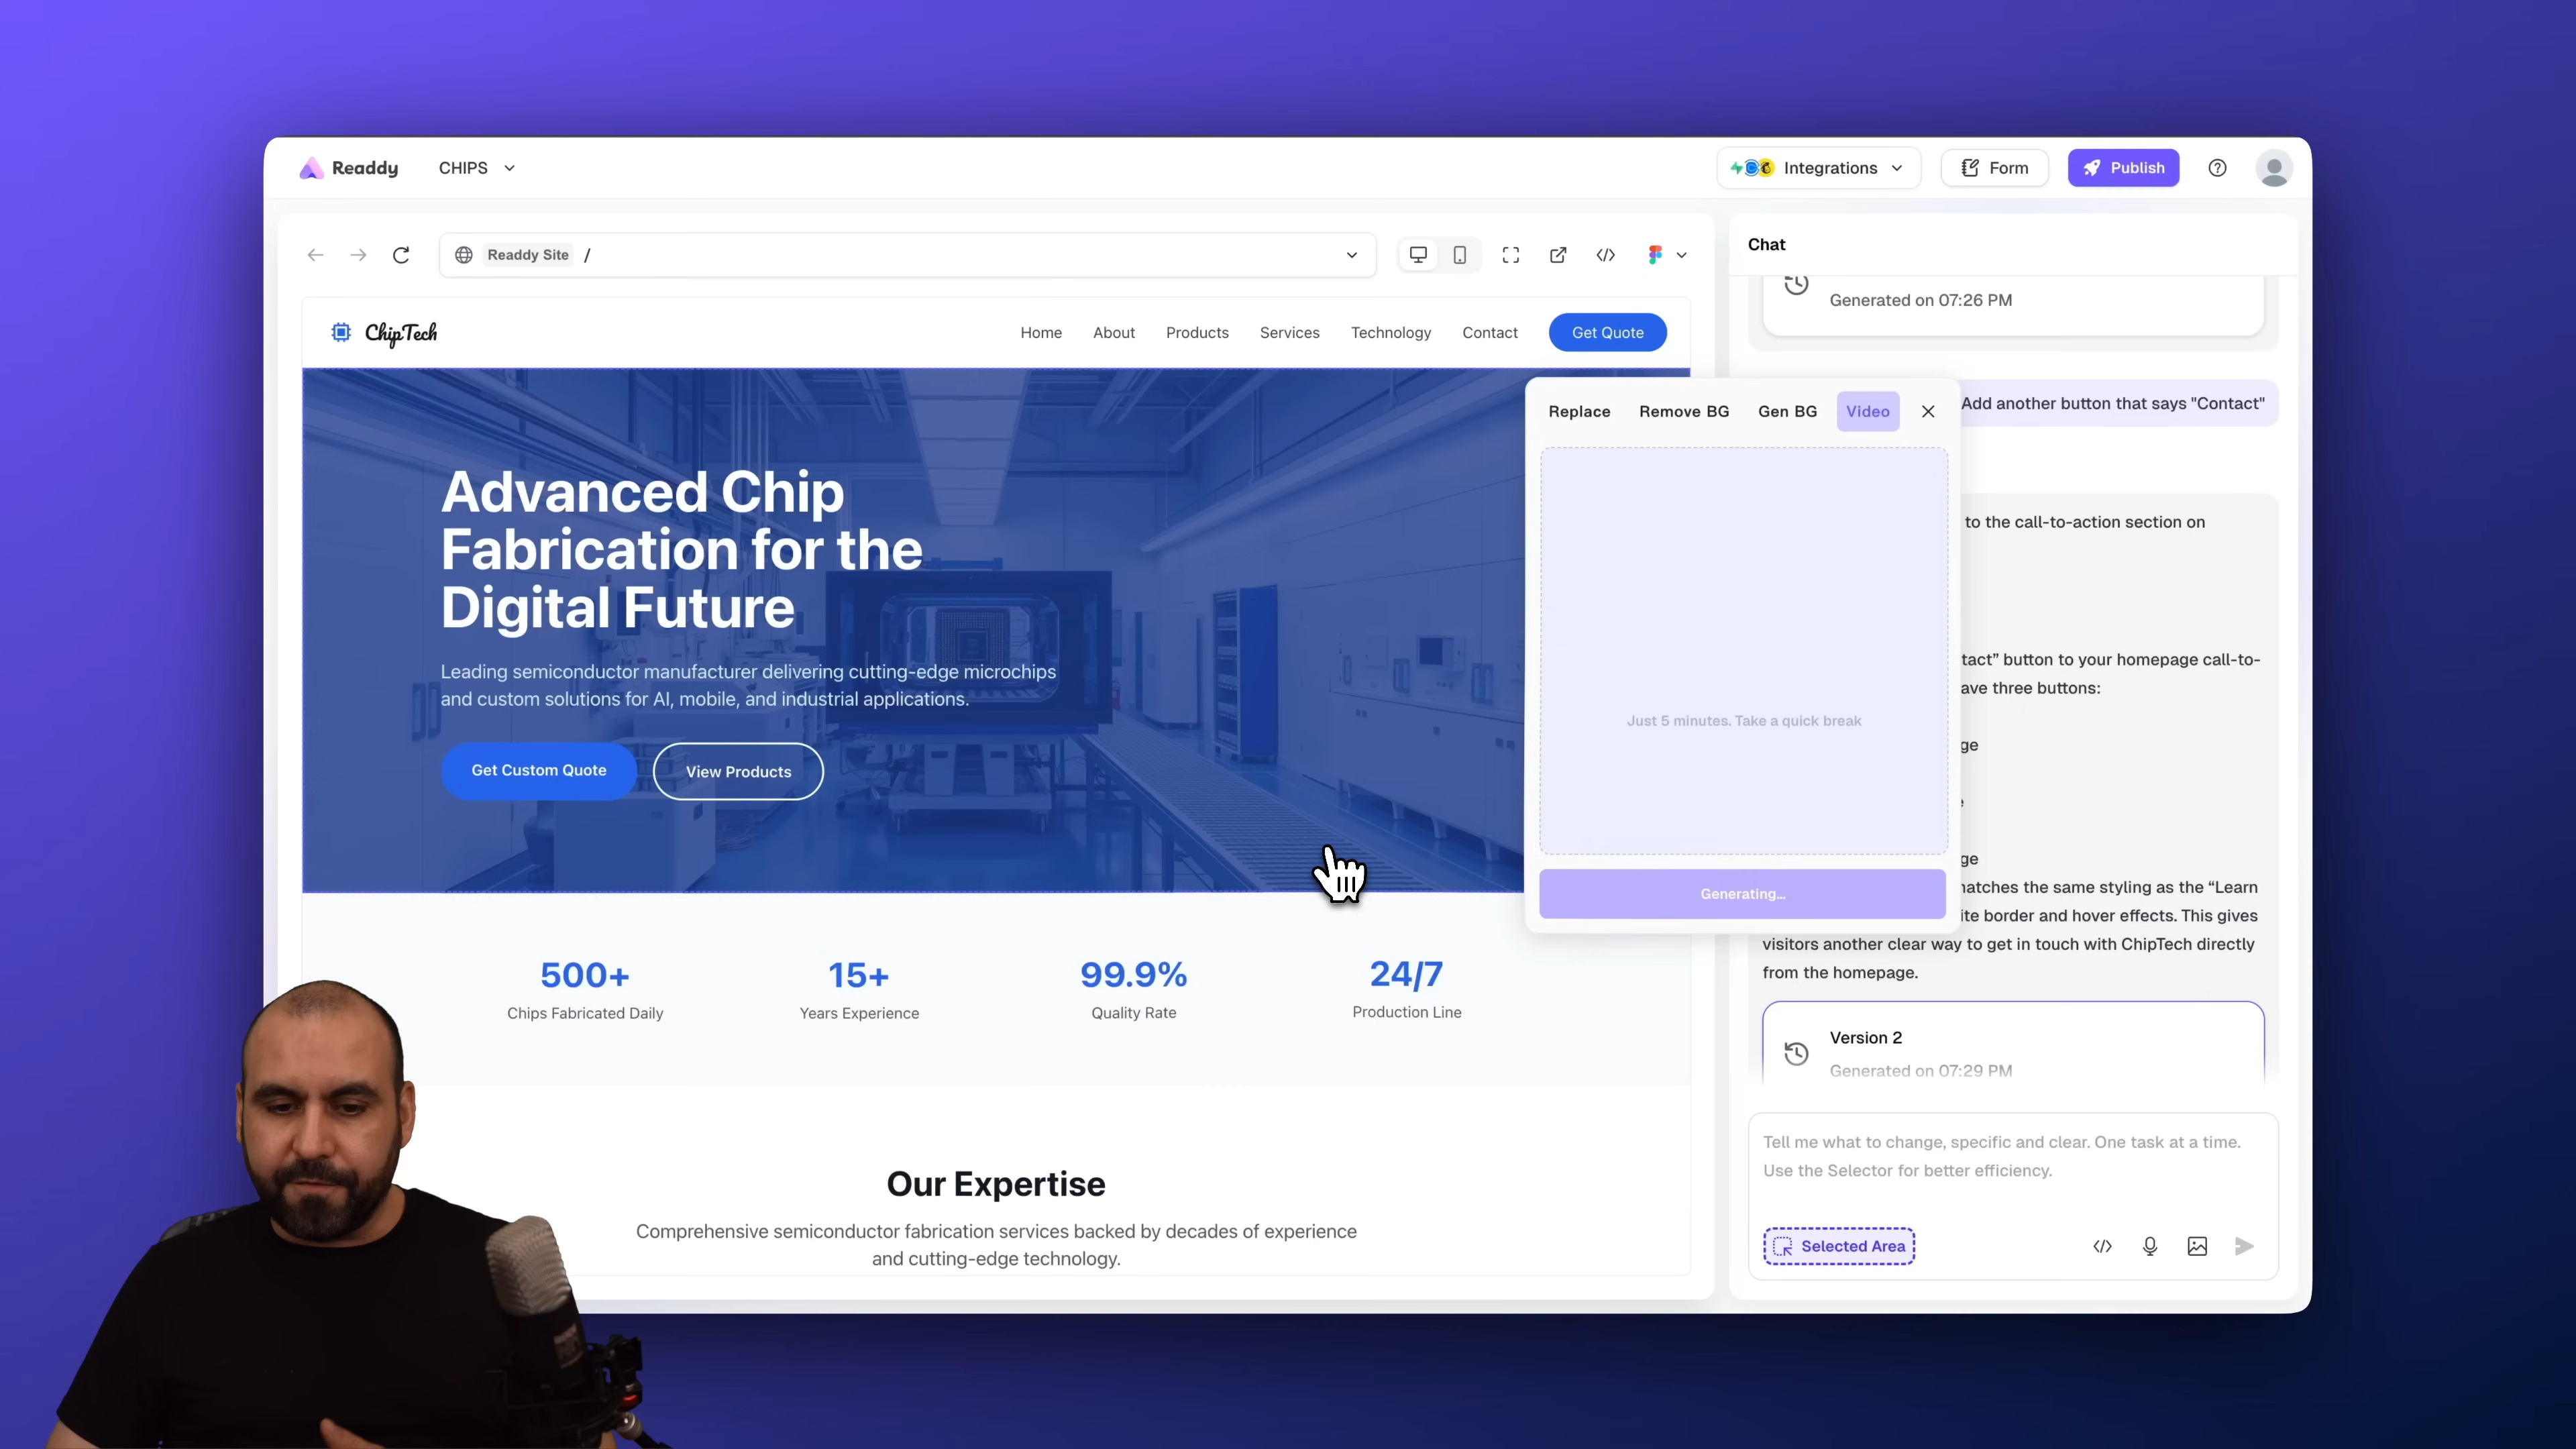 Readdy
CHIPS
Integrations
Form
Publish
Readdy Site /
ChipTech
Home
About
Products
Services
Technology
Contact
Get Quote
Advanced Chip
Fabrication for the
Digital Future
Leading semiconductor manufacturer delivering cutting-edge microchips
and custom solutions for AI, mobile, and industrial applications.
Get Custom Quote
View Products
500+
Chips Fabricated Daily
15+
Years Experience
99.9%
Quality Rate
24/7
Production Line
Our Expertise
Comprehensive semiconductor fabrication services backed by decades of experience
and cutting-edge technology.
Replace
Remove BG
Gen BG
Video
Just 5 minutes. Take a quick break
Generating...
Chat
Generated on 07:26 PM
Add another button that says "Contact"
to the call-to-action section on
tact” button to your homepage call-to-
ave three buttons:
ge
ge
atches the same styling as the “Learn
ite border and hover effects. This gives
visitors another clear way to get in touch with ChipTech directly
from the homepage.
Version 2
Generated on 07:29 PM
Tell me what to change, specific and clear. One task at a time.
Use the Selector for better efficiency.
Selected Area